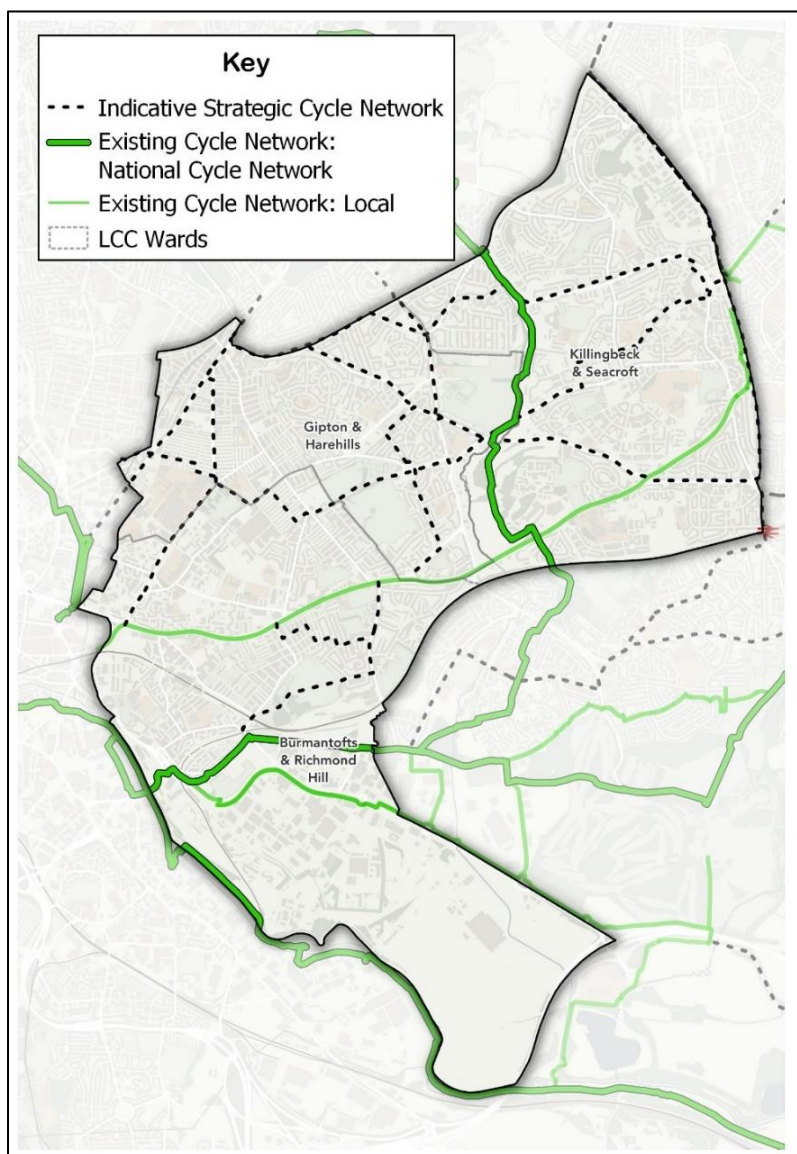 Key
Indicative Strategic Cycle Network
Existing Cycle Network:
National Cycle Network
Existing Cycle Network: Local
LCC Wards
Killingbeck
& Seacroft
Gipton &
Harehills
Burmantofts
& Richmond
Hill